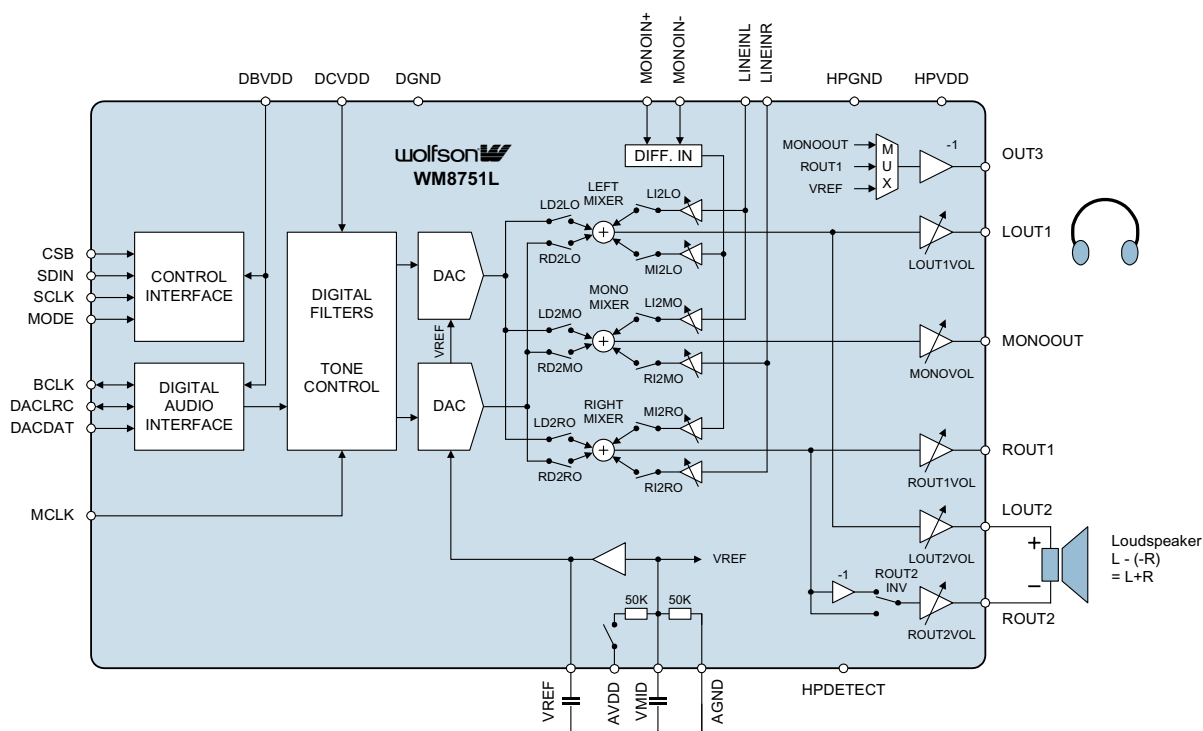 MONOIN+
MONOIN-
LINEINL
LINEINR
DBVDD
DCVDD
DGND
HPGND
HPVDD
wolfson
WM8751L
DIFF. IN
MONOOUT
ROUT1
VREF
MUX
-1
OUT3
LD2LO
LEFT
MIXER
LI2LO
RD2LO
MI2LO
LOUT1VOL
LOUT1
CSB
SDIN
SCLK
MODE
CONTROL
INTERFACE
DIGITAL
FILTERS
TONE
CONTROL
DAC
VREF
DAC
LD2MO
MONO
MIXER
LI2MO
RD2MO
RI2MO
MONOVOL
MONOOUT
BCLK
DACLRC
DACDAT
DIGITAL
AUDIO
INTERFACE
LD2RO
RIGHT
MIXER
MI2RO
RD2RO
RI2RO
ROUT1VOL
ROUT1
MCLK
LOUT2
LOUT2VOL
+
−
Loudspeaker
L - (-R)
= L+R
VREF
-1
ROUT2
INV
ROUT2VOL
ROUT2
50K
50K
VREF
AVDD
VMID
AGND
HPDETECT